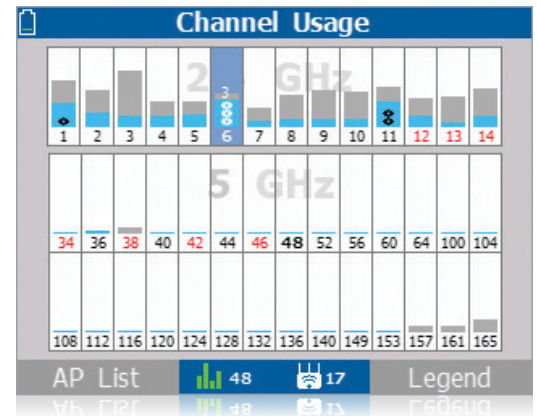 Channel Usage
2.4 GHz
3
1 2 3 4 5 6 7 8 9 10 11 12 13 14
5 GHz
34 36 38 40 42 44 46 48 52 56 60 64 100 104
108 112 116 120 124 128 132 136 140 149 153 157 161 165
AP List 48 17 Legend